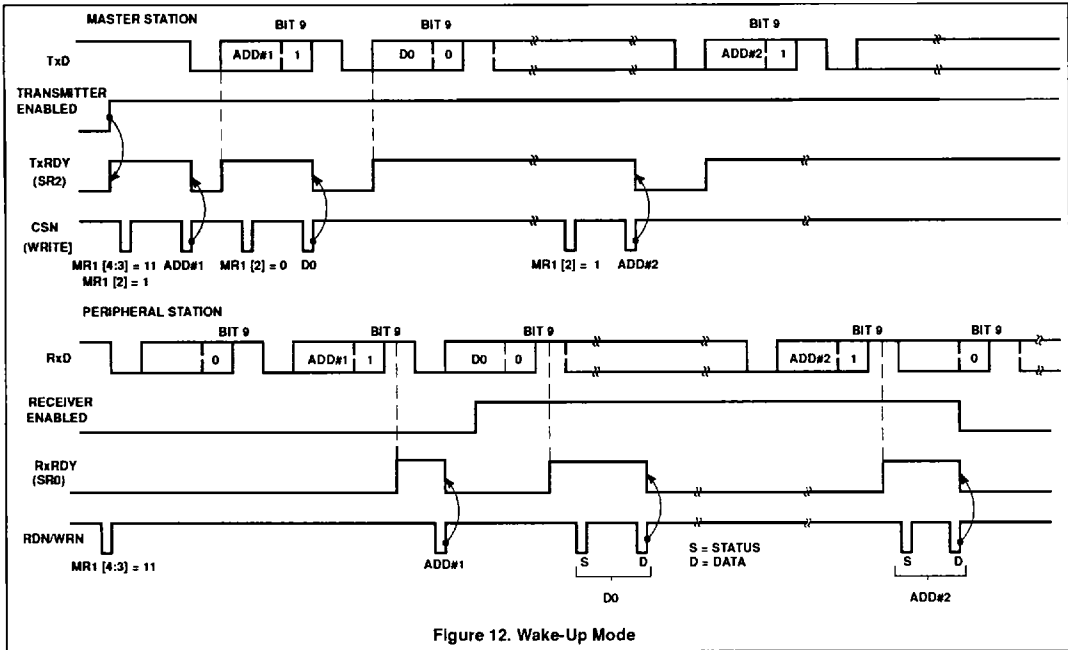 MASTER STATION
BIT 9 BIT 9 BIT 9
TxD ADD#1 1 D0 0 ADD#2 1
TRANSMITTER
ENABLED
TxRDY
(SR2)
CSN
(WRITE]
MR1 [4:3] = 11 ADD#1 MR1 [2] = 0 D0 MR1 [2] = 1 ADD#2
MR1 [2] = 1
PERIPHERAL STATION
BIT 9 BIT 9 BIT 9 BIT 9 BIT 9
RxD 0 ADD#1 1 D0 0 ADD#2 1 0
RECEIVER
ENABLED
RxRDY
(SR0)
RDN/WRN
MR1 [4:3] = 11 ADD#1 S D S = STATUS S D
D = DATA
D0 ADD#2
Figure 12. Wake-Up Mode